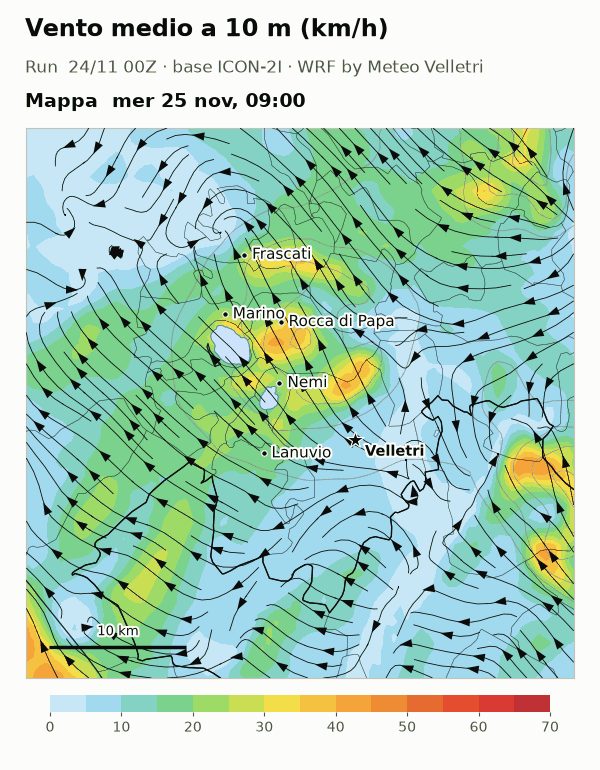 Vento medio a 10 m (km/h)
Run 24/11 00Z · base ICON-2I · WRF by Meteo Velletri
Mappa mer 25 nov, 09:00
Frascati
Marino
Rocca di Papa
Nemi
Velletri
Lanuvio
10 km
0 10 20 30 40 50 60 70